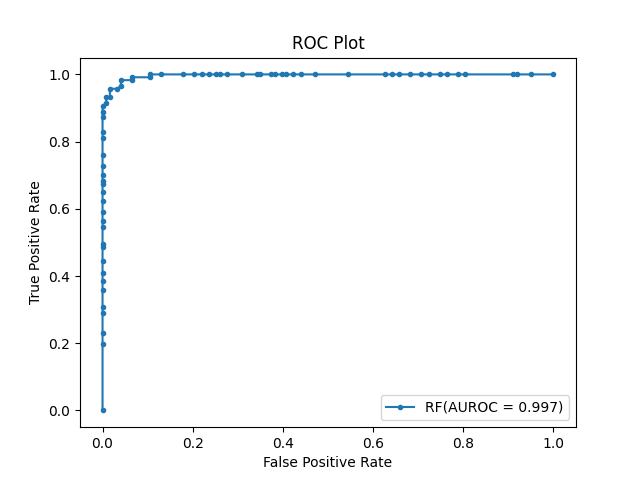 ROC Plot
True Positive Rate
1.0
0.8
0.6
0.4
0.2
0.0
0.0 0.2 0.4 0.6 0.8 1.0
False Positive Rate
RF(AUROC = 0.997)